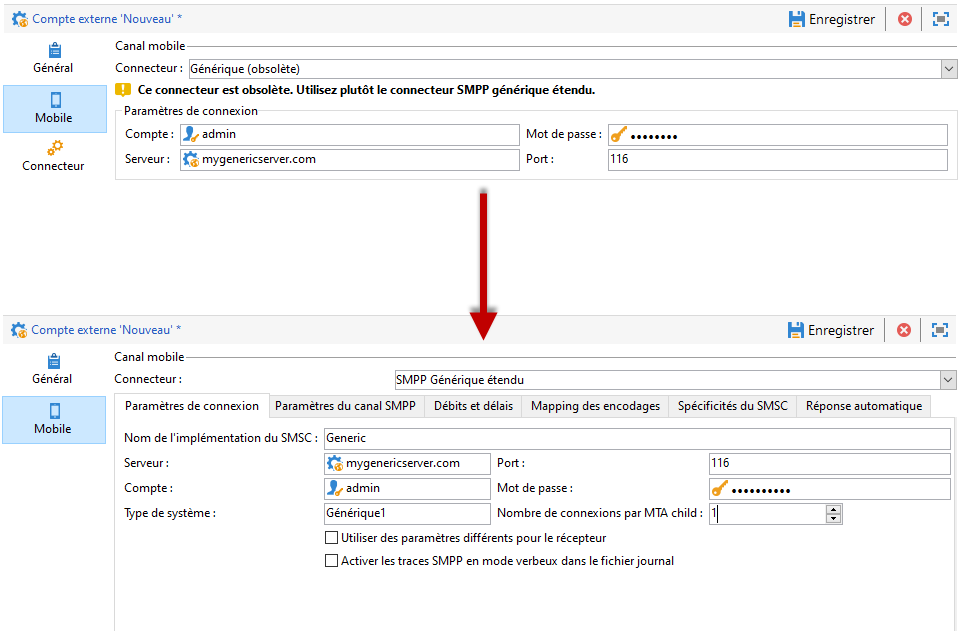 Compte externe 'Nouveau' *
Enregistrer
Général
Mobile
Connecteur
Canal mobile
Connecteur : Générique (obsolète)
Ce connecteur est obsolète. Utilisez plutôt le connecteur SMPP générique étendu.
Paramètres de connexion
Compte : admin Mot de passe : ••••••••
Serveur : mygenericserver.com Port : 116
Compte externe 'Nouveau' *
Enregistrer
Général
Mobile
Canal mobile
Connecteur : SMPP Générique étendu
Paramètres de connexion Paramètres du canal SMPP Débits et délais Mapping des encodages Spécificités du SMSC Réponse automatique
Nom de l'implémentation du SMSC : Generic
Serveur : mygenericserver.com Port : 116
Compte : admin Mot de passe : ••••••••••
Type de système : Générique1 Nombre de connexions par MTA child : 1
Utiliser des paramètres différents pour le récepteur
Activer les traces SMPP en mode verbeux dans le fichier journal